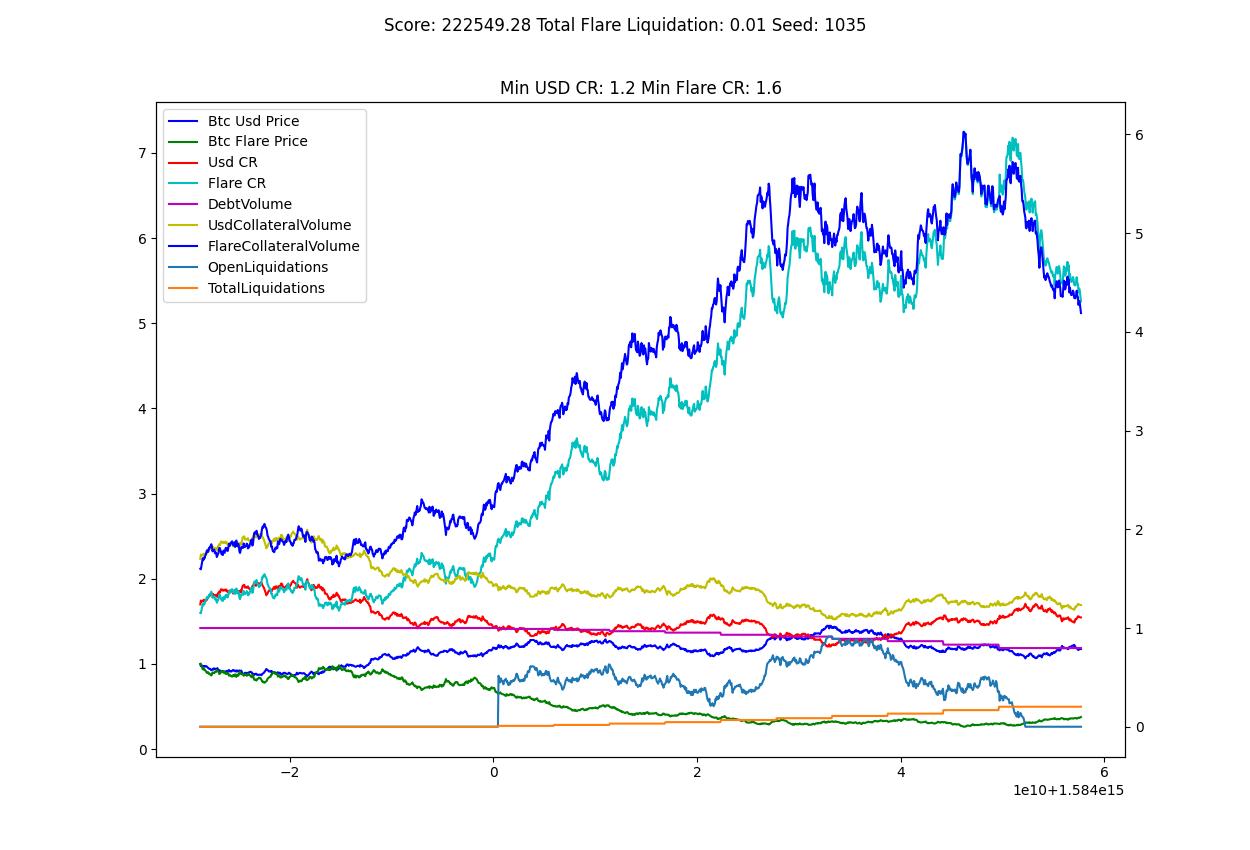 Score: 222549.28 Total Flare Liquidation: 0.01 Seed: 1035
Min USD CR: 1.2 Min Flare CR: 1.6
Btc Usd Price
Btc Flare Price
Usd CR
Flare CR
DebtVolume
UsdCollateralVolume
FlareCollateralVolume
OpenLiquidations
TotalLiquidations
7
6
5
4
3
2
1
0
6
5
4
3
2
1
0
−2
0
2
4
6
1e10+1.584e15